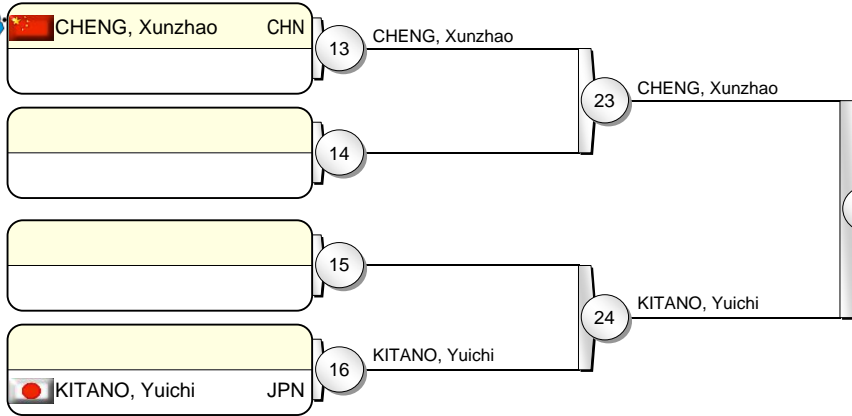 CHENG, Xunzhao CHN
13
CHENG, Xunzhao
23
CHENG, Xunzhao
14
15
24
KITANO, Yuichi
16
KITANO, Yuichi
KITANO, Yuichi JPN